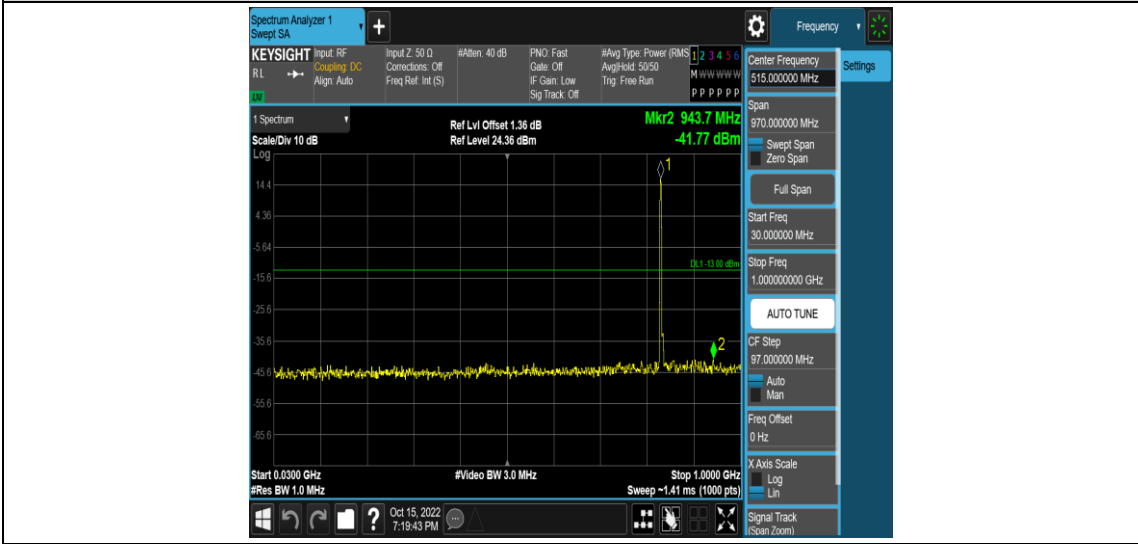 Spectrum Analyzer 1
Swept SA
+
Frequency
KEYSIGHT
RL
Input: RF
Coupling: DC
Align: Auto
Input Z: 50 Ω
Corrections: Off
Freq Ref: Int (S)
#Atten: 40 dB
PNO: Fast
Gate: Off
IF Gain: Low
Sig Track: Off
#Avg Type: Power (RMS
Avg|Hold: 50/50
Trig: Free Run
1 2 3 4 5 6
M W W W W W
P P P P P P
1 Spectrum
Scale/Div 10 dB
Log
Ref Lvl Offset 1.36 dB
Ref Level 24.36 dBm
Mkr2 943.7 MHz
-41.77 dBm
1
14.4
4.36
-5.64
DL1 -13.00 dBm
-15.6
-25.6
-35.6
2
-45.6
-55.6
-65.6
Start 0.0300 GHz
#Res BW 1.0 MHz
#Video BW 3.0 MHz
Stop 1.0000 GHz
Sweep ~1.41 ms (1000 pts)
?
Oct 15, 2022
7:19:43 PM
Center Frequency
515.000000 MHz
Settings
Span
970.000000 MHz
Swept Span
Zero Span
Full Span
Start Freq
30.000000 MHz
Stop Freq
1.000000000 GHz
AUTO TUNE
CF Step
97.000000 MHz
Auto
Man
Freq Offset
0 Hz
X Axis Scale
Log
Lin
Signal Track
(Span Zoom)